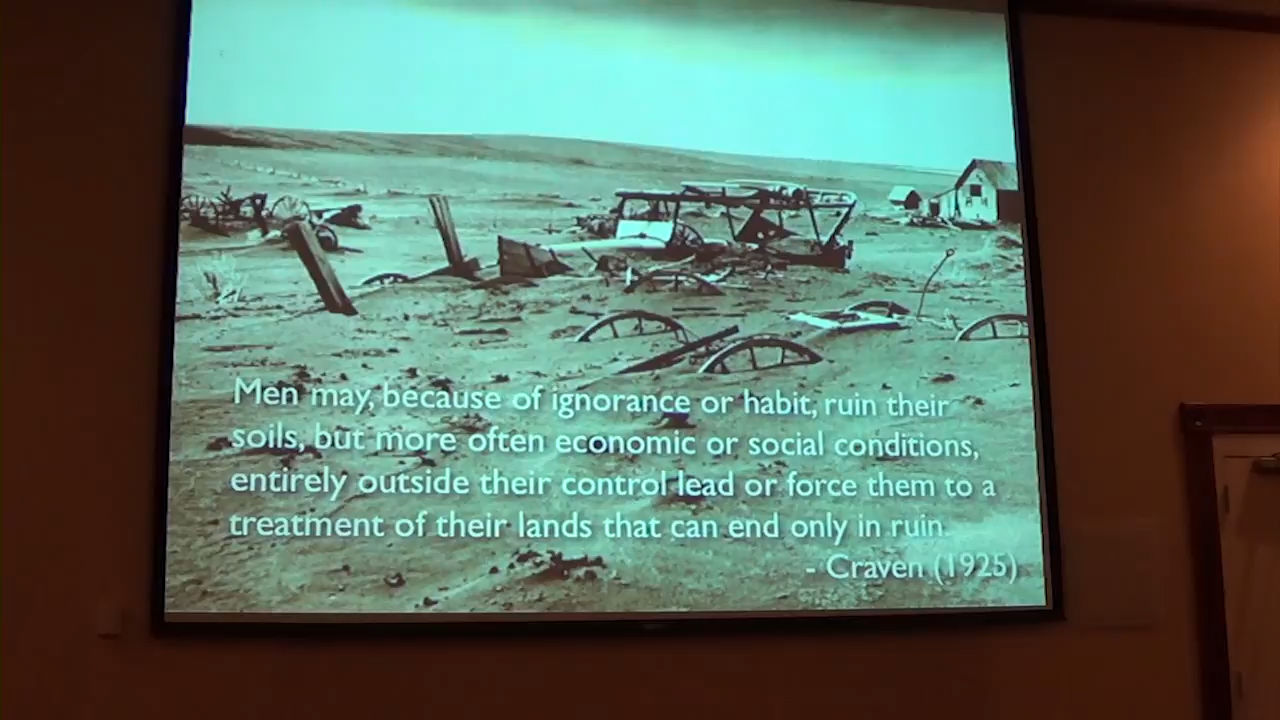 Men may, because of ignorance or habit, ruin their
soils, but more often economic or social conditions,
entirely outside their control lead or force them to a
treatment of their lands that can end only in ruin.
- Craven (1925)